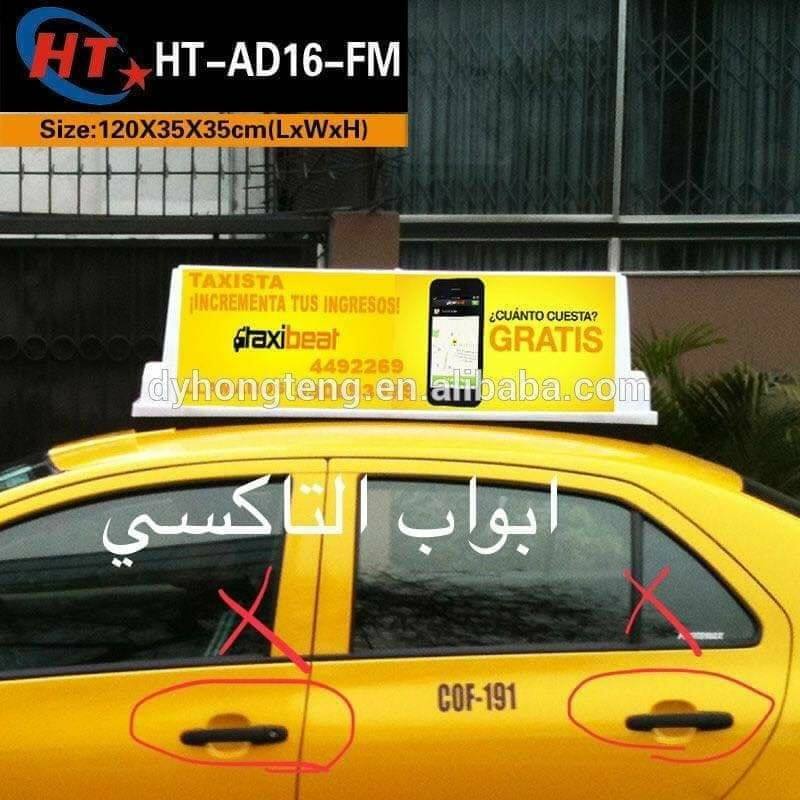 HT HT-AD16-FM
Size:120X35X35cm(LxWxH)
TAXISTA
¡INCREMENTA TUS INGRESOS!
taxibeat
4492269
¿CUÁNTO CUESTA?
GRATIS
dyhongteng.en.alibaba.com
ابواب التاكسي
COF-191